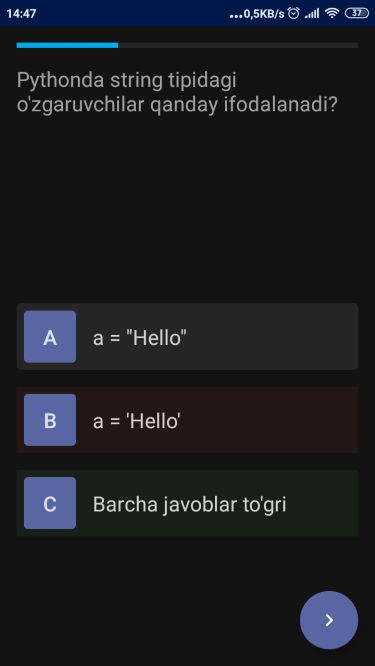 14:47
...0,5KB/s
37
Pythonda string tipidagi
o'zgaruvchilar qanday ifodalanadi?
A
a = "Hello"
B
a = 'Hello'
C
Barcha javoblar to'gri